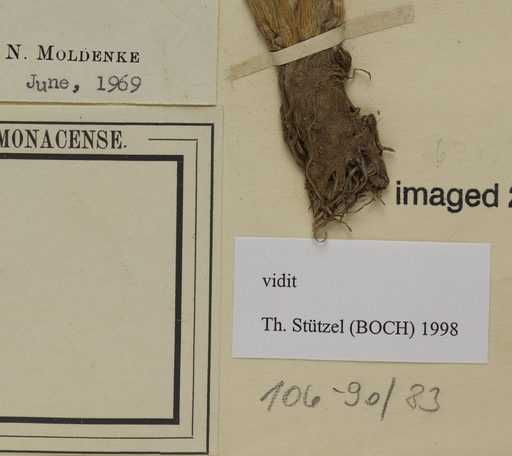 N. MOLDENKE
June, 1969
MONACENSE.
imaged
vidit
Th. Stützel (BOCH) 1998
106-90/83